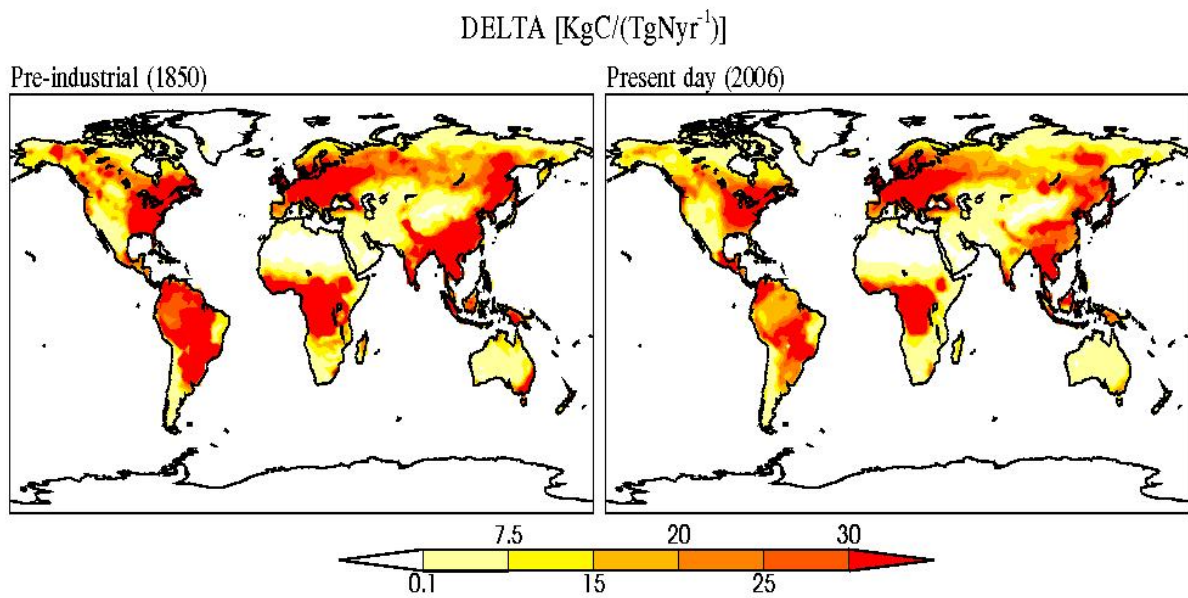 DELTA [KgC/(TgNyr⁻¹)]
Pre-industrial (1850)
Present day (2006)
7.5 20 30
0.1 15 25